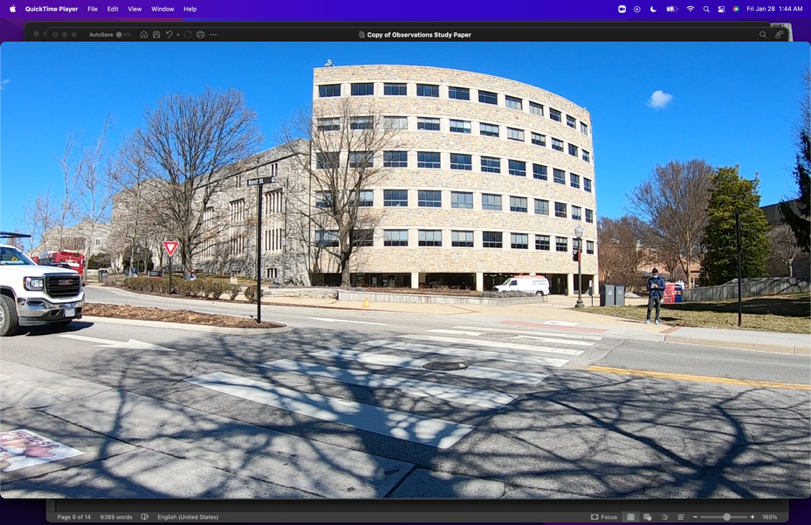 QuickTime Player File Edit View Window Help Fri Jan 28 1:44 AM
AutoSave Copy of Observations Study Paper
GMC
Page 6 of 14 6389 words English (United States) Focus 160%